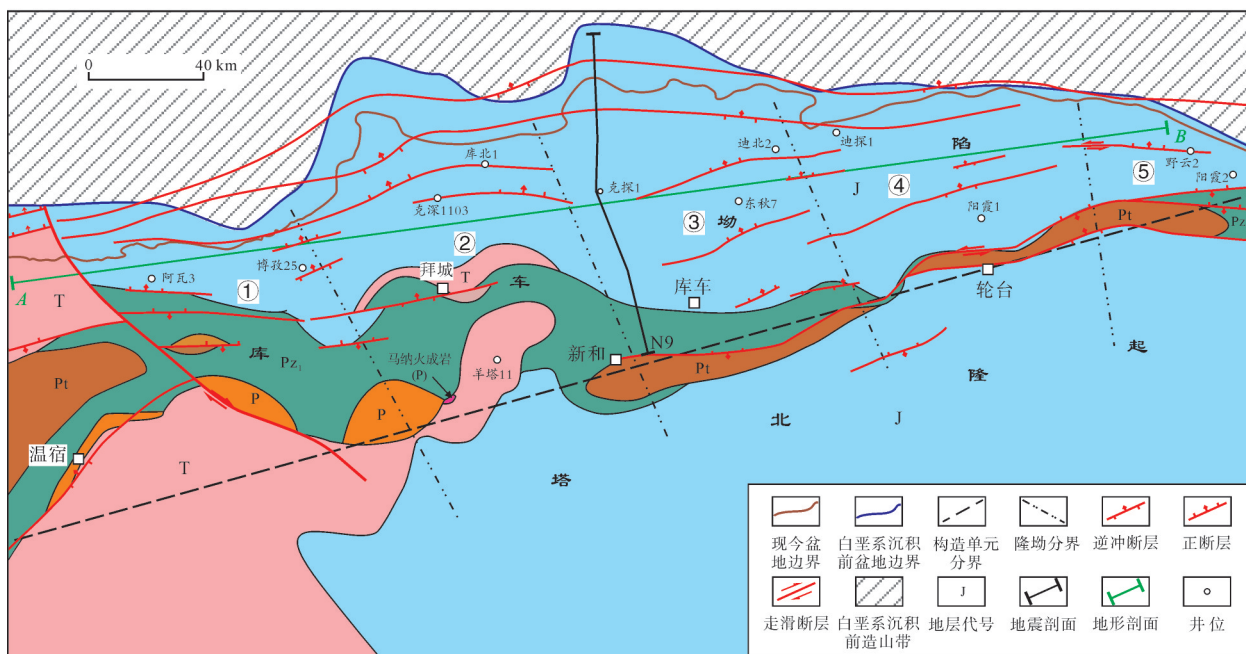 0 40 km
库北1
迪北2
迪探1
陷
B
野云2
⑤
阳霞2
克深1103
克探1
J
④
东秋7
③
坳
阳霞1
Pt
Pz
②
博孜25
拜城
T
阿瓦3
A
①
T
车
库车
轮台
库
Pz₁
马纳火成岩
(P)
羊塔11
新和
N9
Pt
起
隆
Pt
P
P
北
J
温宿
T
塔
现今盆
地边界
白垩系沉积
前盆地边界
构造单元
分界
隆坳分界
逆冲断层
正断层
J
走滑断层
白垩系沉积
前造山带
地层代号
地震剖面
地形剖面
井位